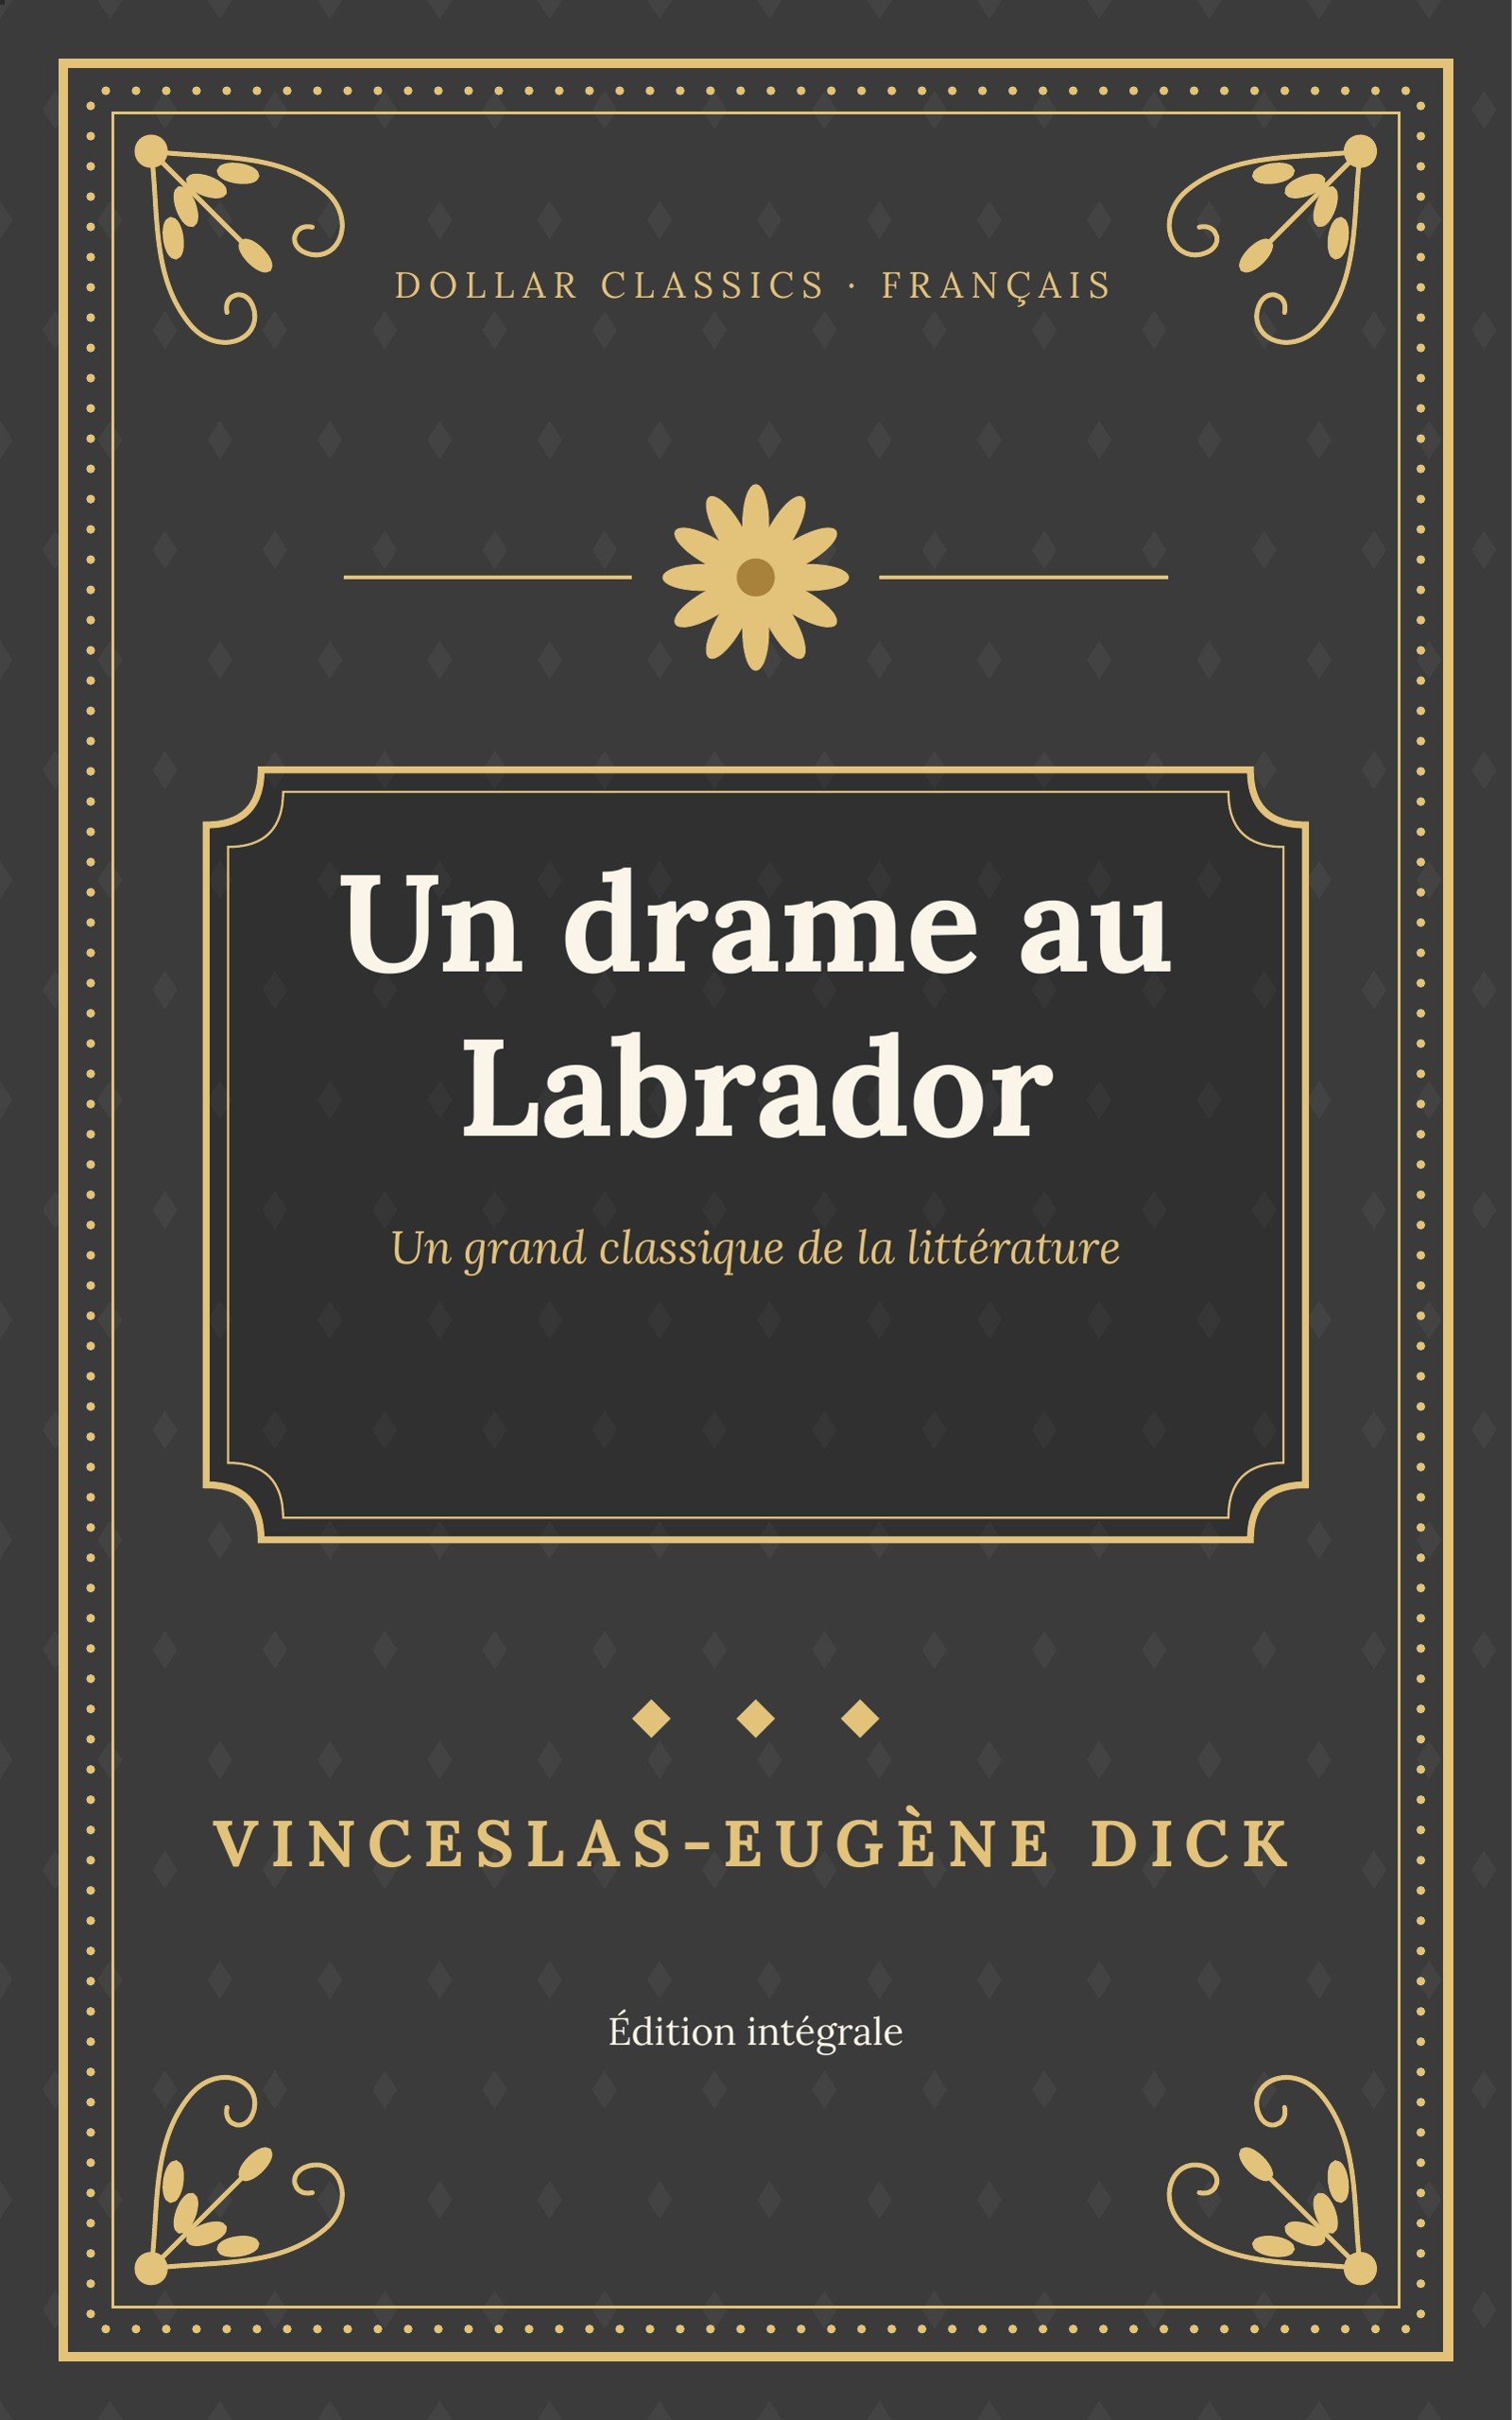 DOLLAR CLASSICS · FRANÇAIS
Un drame au
Labrador
Un grand classique de la littérature
VINCESLAS-EUGÈNE DICK
Édition intégrale